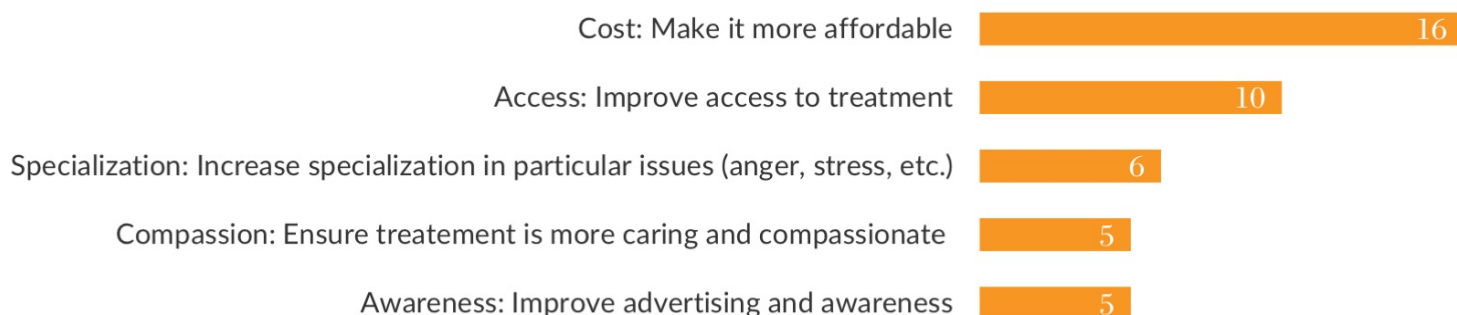 Cost: Make it more affordable 16
Access: Improve access to treatment 10
Specialization: Increase specialization in particular issues (anger, stress, etc.) 6
Compassion: Ensure treatement is more caring and compassionate 5
Awareness: Improve advertising and awareness 5